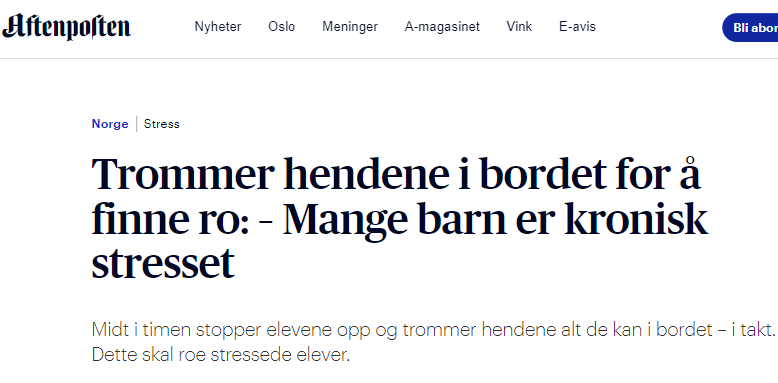 Aftenposten
Nyheter Oslo Meninger A-magasinet Vink E-avis
Norge | Stress
Trommer hendene i bordet for å
finne ro: – Mange barn er kronisk
stresset
Midt i timen stopper elevene opp og trommer hendene alt de kan i bordet – i takt.
Dette skal roe stressede elever.